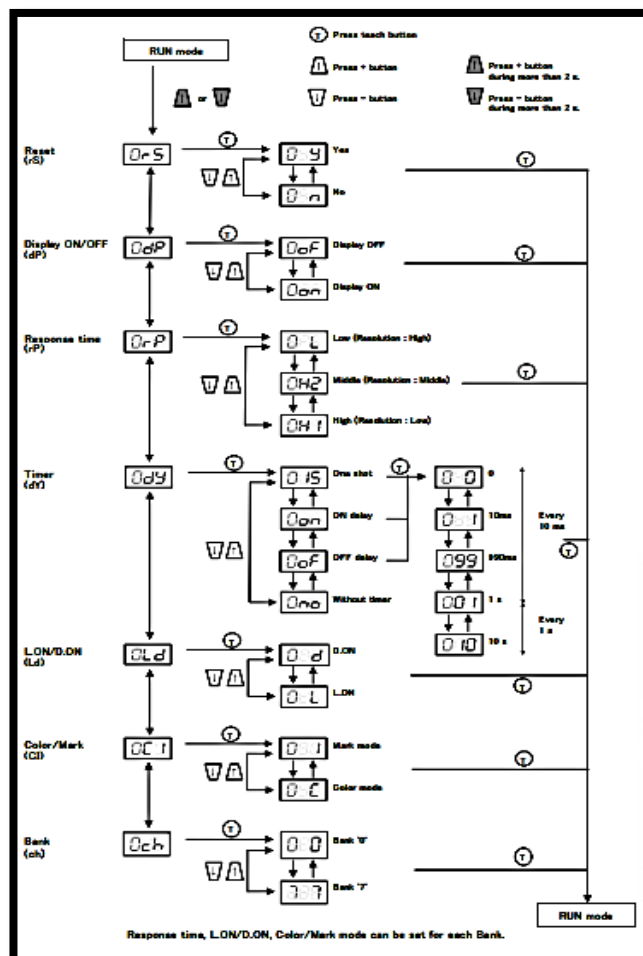 RUN mode
T Press teach button
Press + button
Press + button during more than 2 s.
or
Press - button
Press - button during more than 2 s.
Reset
(rS)
0rS
T
0 y
Yes
0 n
No
T
Display ON/OFF
(dP)
0dP
T
0oF
Display OFF
0on
Display ON
T
Response time
(rP)
0rP
T
0 L
Low (Resolution : High)
0H2
Middle (Resolution : Middle)
0H1
High (Resolution : Low)
T
Timer
(dY)
0dy
T
01S
One shot
0on
ON delay
0oF
OFF delay
0no
Without timer
T
0 0
0
0 1
10ms
099
990ms
001
1 s
010
10 s
Every
10 ms
Every
1 s
T
L.ON/D.ON
(Ld)
0Ld
T
0 d
D.ON
0 L
L.ON
T
Color/Mark
(Cl)
0C1
T
0 1
Mark mode
0 C
Color mode
T
Bank
(ch)
0ch
T
0 0
Bank '0'
7 7
Bank '7'
T
RUN mode
Response time, L.ON/D.ON, Color/Mark mode can be set for each Bank.